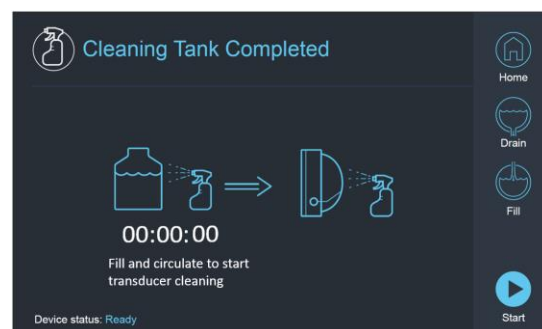 Cleaning Tank Completed
Home
Drain
Fill
00:00:00
Fill and circulate to start
transducer cleaning
Device status: Ready
Start